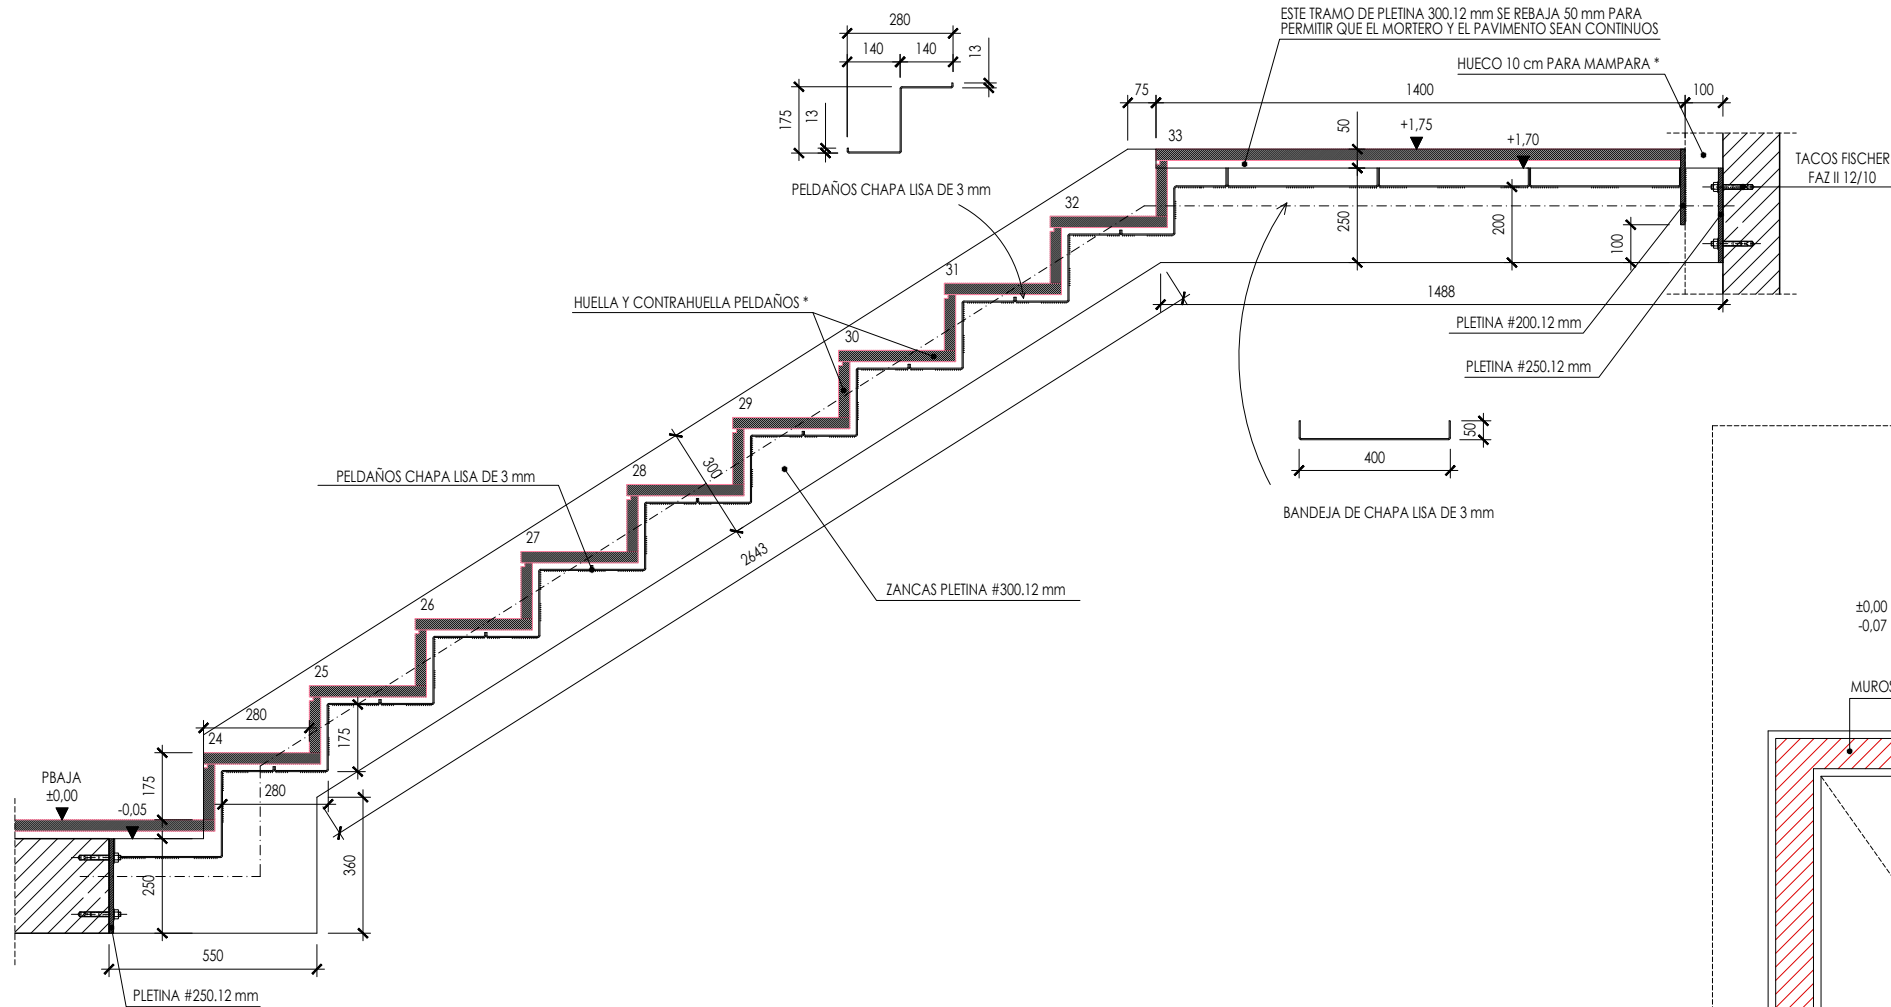 280
140
140
13
175
13
PELDAÑOS CHAPA LISA DE 3 mm
ESTE TRAMO DE PLETINA 300.12 mm SE REBAJA 50 mm PARA
PERMITIR QUE EL MORTERO Y EL PAVIMENTO SEAN CONTINUOS
HUECO 10 cm PARA MAMPARA *
75
1400
100
50
+1,75
+1,70
33
TACOS FISCHER
FAZ II 12/10
32
250
200
100
31
1488
HUELLA Y CONTRAHUELLA PELDAÑOS *
30
PLETINA #200.12 mm
PLETINA #250.12 mm
29
50
400
BANDEJA DE CHAPA LISA DE 3 mm
300
28
PELDAÑOS CHAPA LISA DE 3 mm
27
2643
ZANCAS PLETINA #300.12 mm
26
±0,00
-0,07
25
MUROS
280
24
175
175
PBAJA
±0,00
-0,05
280
360
250
550
PLETINA #250.12 mm